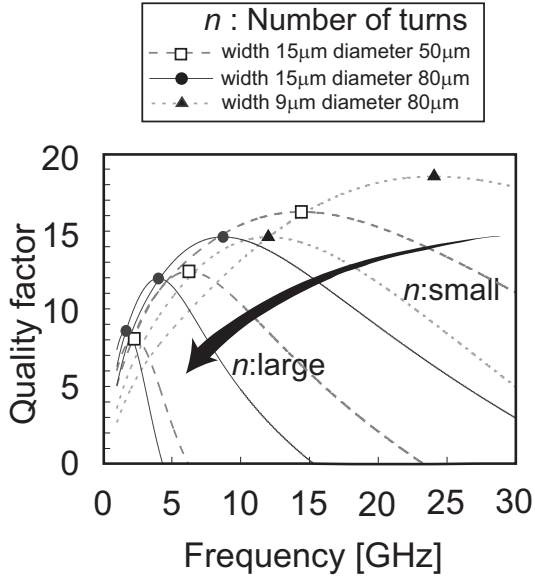 n : Number of turns
width 15μm diameter 50μm
width 15μm diameter 80μm
width 9μm diameter 80μm
20
15
10
5
0
Quality factor
n:small
n:large
0 5 10 15 20 25 30
Frequency [GHz]